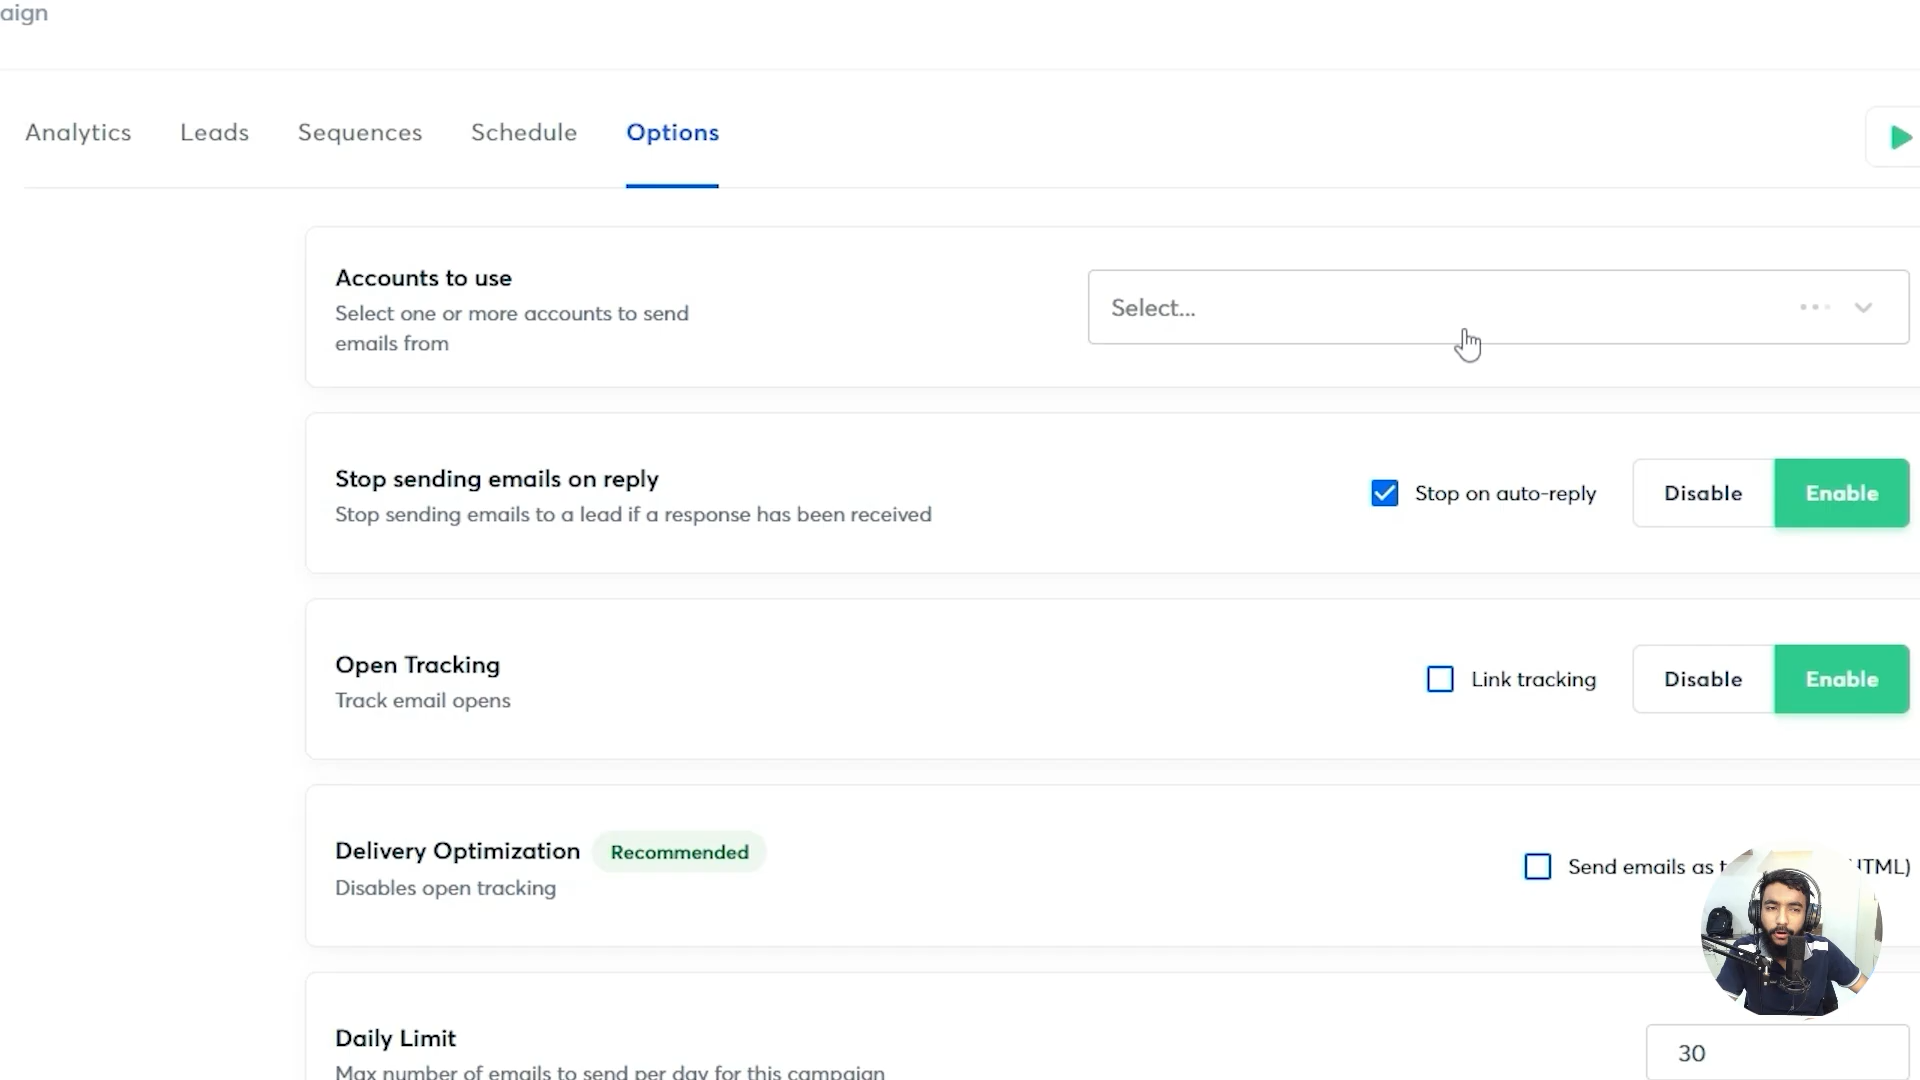 aign
Analytics Leads Sequences Schedule Options
Accounts to use
Select one or more accounts to send
emails from
Select...
Stop sending emails on reply
Stop sending emails to a lead if a response has been received
Stop on auto-reply Disable Enable
Open Tracking
Track email opens
Link tracking Disable Enable
Delivery Optimization Recommended
Disables open tracking
Send emails as HTML)
Daily Limit
Max number of emails to send per day for this campaign
30